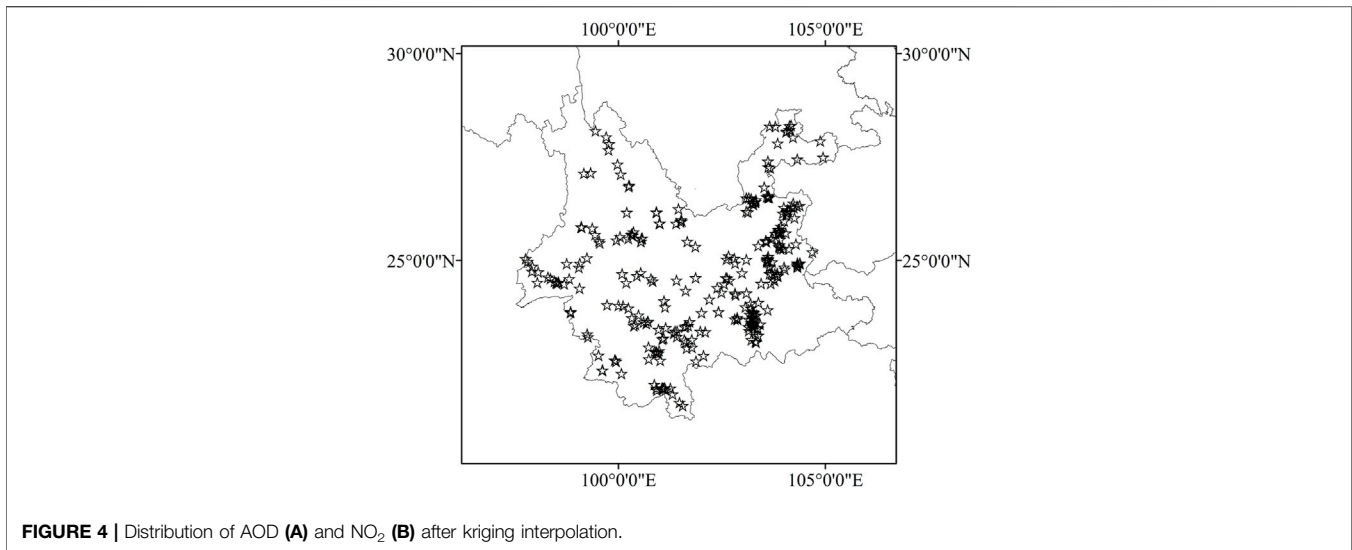 100°0'0"E 105°0'0"E
30°0'0"N 30°0'0"N
25°0'0"N 25°0'0"N
100°0'0"E 105°0'0"E
FIGURE 4 | Distribution of AOD (A) and NO₂ (B) after kriging interpolation.